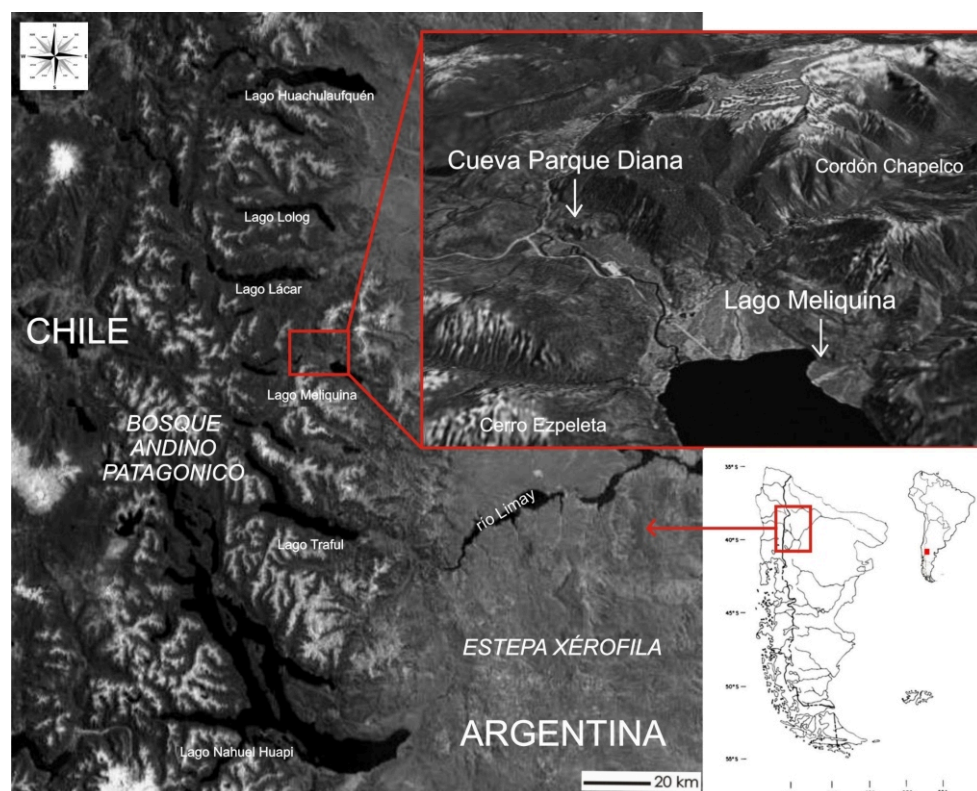 N
W
E
S
Lago Huachulaufquén
Lago Lolog
Lago Lácar
CHILE
Lago Meliquina
BOSQUE
ANDINO
PATAGONICO
Lago Traful
río Limay
ESTEPA XÉROFILA
ARGENTINA
Lago Nahuel Huapi
20 km
Cueva Parque Diana
Cordón Chapelco
Lago Meliquina
Cerro Ezpeleta
35°S
40°S
45°S
50°S
55°S